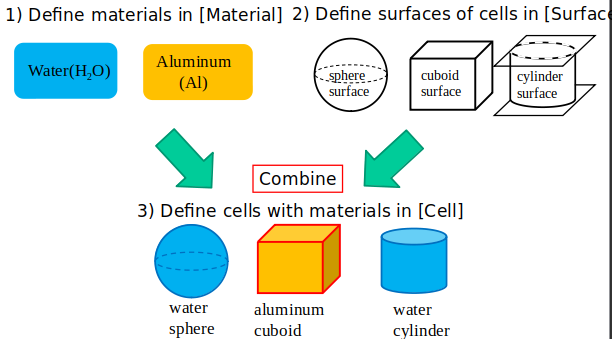 1) Define materials in [Material]
2) Define surfaces of cells in [Surfac
Water(H₂O)
Aluminum
(Al)
sphere
surface
cuboid
surface
cylinder
surface
Combine
3) Define cells with materials in [Cell]
water
sphere
aluminum
cuboid
water
cylinder